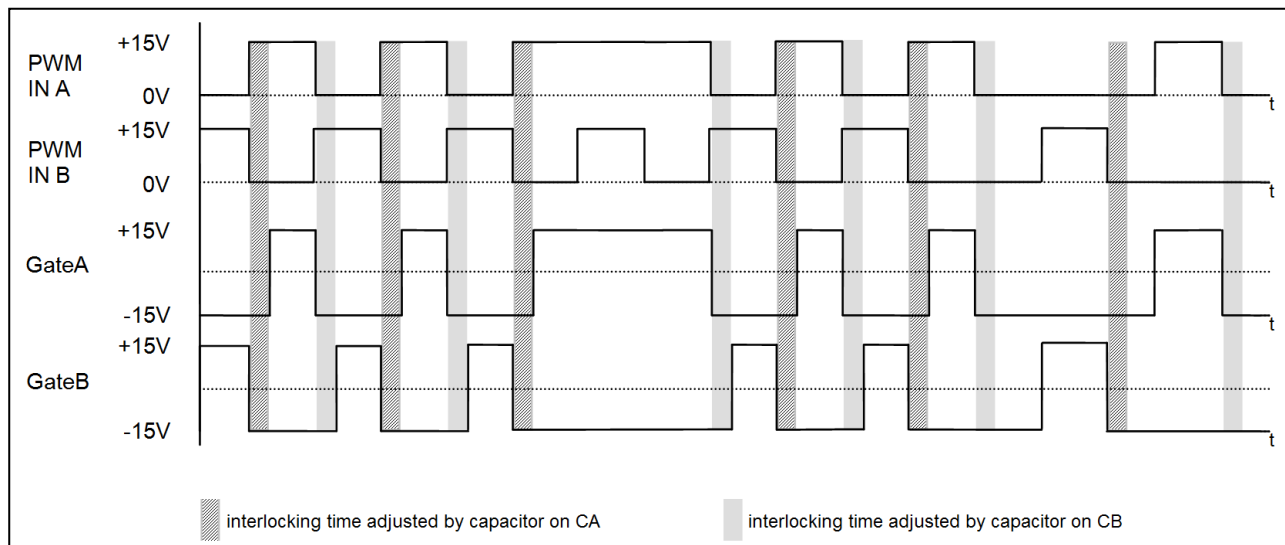 +15V
PWM
IN A
0V
t
+15V
PWM
IN B
0V
t
+15V
GateA
-15V
t
+15V
GateB
-15V
t
interlocking time adjusted by capacitor on CA
interlocking time adjusted by capacitor on CB